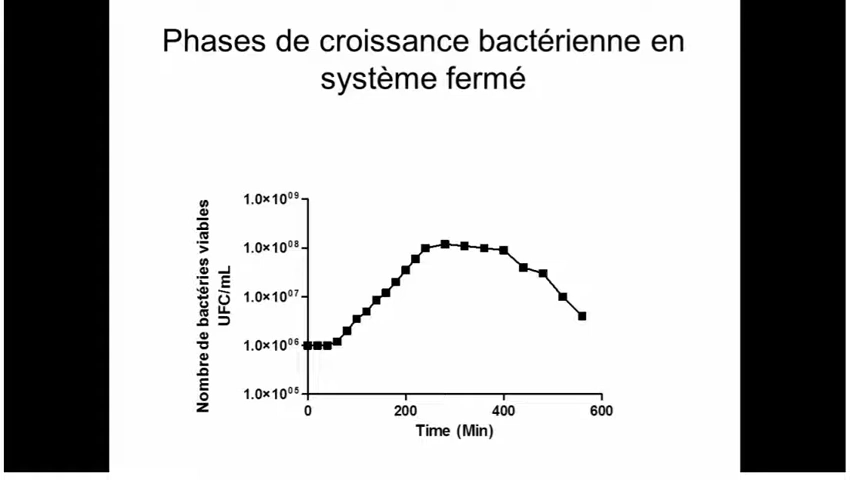 Phases de croissance bactérienne en
système fermé
Nombre de bactéries viables
UFC/mL
1.0×10⁰⁹
1.0×10⁰⁸
1.0×10⁰⁷
1.0×10⁰⁶
1.0×10⁰⁵
0 200 400 600
Time (Min)